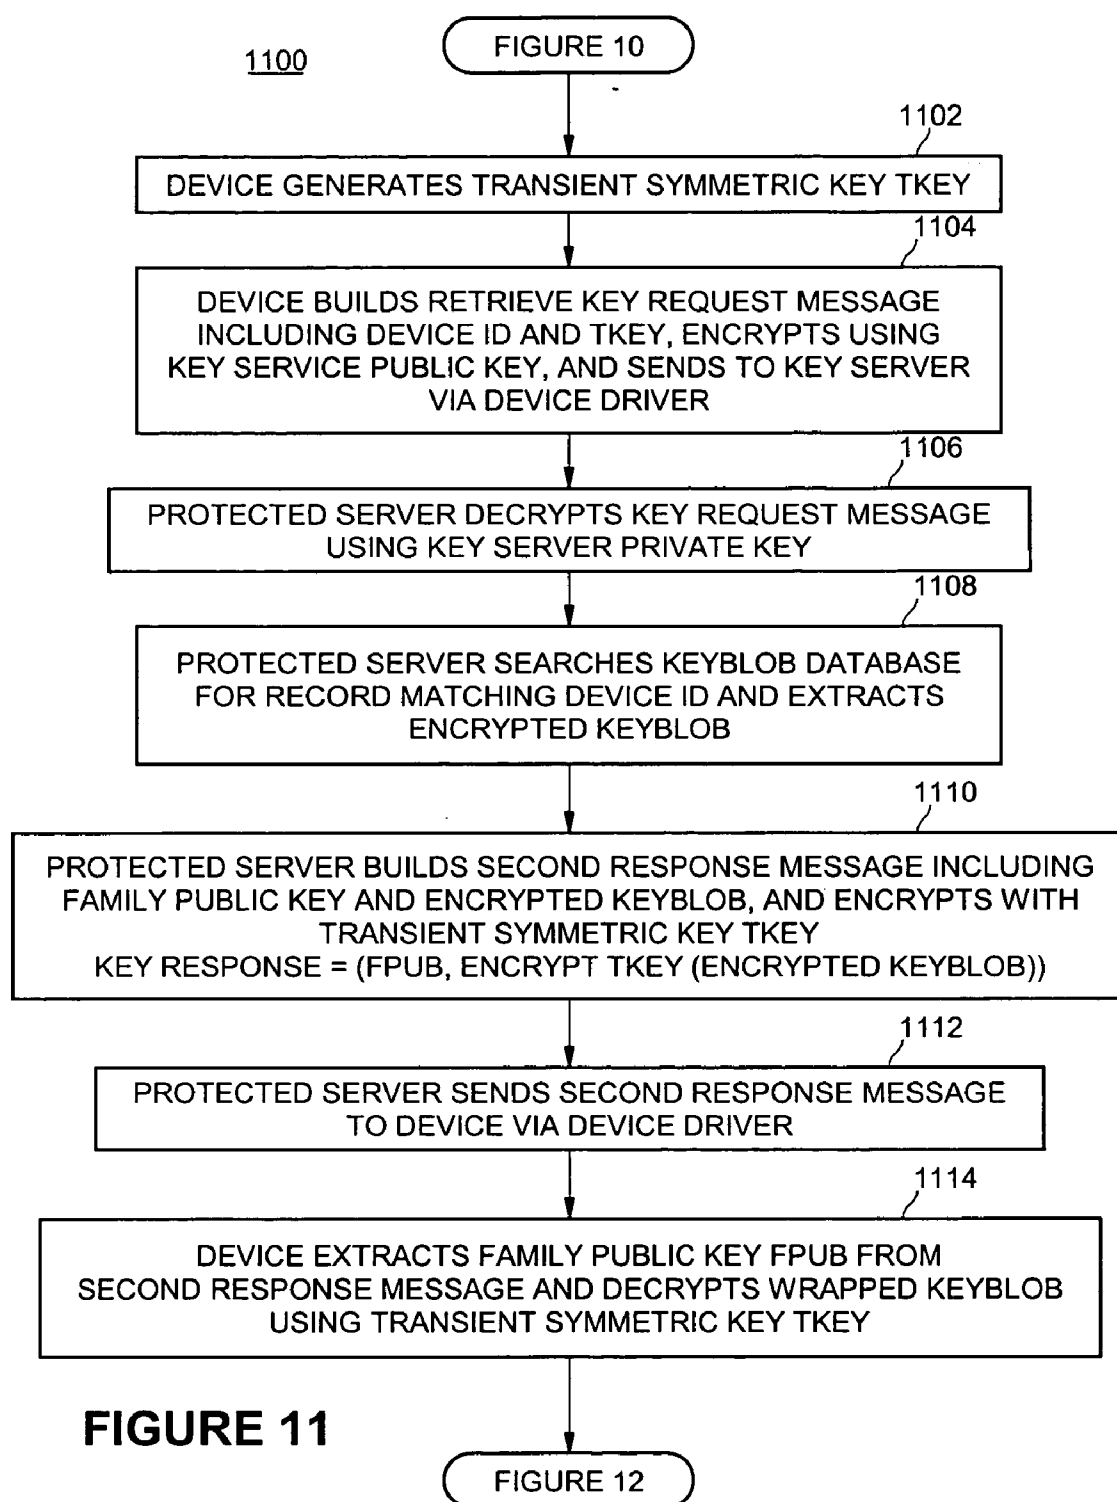 FIGURE 10
1100
1102
DEVICE GENERATES TRANSIENT SYMMETRIC KEY TKEY
1104
DEVICE BUILDS RETRIEVE KEY REQUEST MESSAGE
INCLUDING DEVICE ID AND TKEY, ENCRYPTS USING
KEY SERVICE PUBLIC KEY, AND SENDS TO KEY SERVER
VIA DEVICE DRIVER
1106
PROTECTED SERVER DECRYPTS KEY REQUEST MESSAGE
USING KEY SERVER PRIVATE KEY
1108
PROTECTED SERVER SEARCHES KEYBLOB DATABASE
FOR RECORD MATCHING DEVICE ID AND EXTRACTS
ENCRYPTED KEYBLOB
1110
PROTECTED SERVER BUILDS SECOND RESPONSE MESSAGE INCLUDING
FAMILY PUBLIC KEY AND ENCRYPTED KEYBLOB, AND ENCRYPTS WITH
TRANSIENT SYMMETRIC KEY TKEY
KEY RESPONSE = (FPUB, ENCRYPT TKEY (ENCRYPTED KEYBLOB))
1112
PROTECTED SERVER SENDS SECOND RESPONSE MESSAGE
TO DEVICE VIA DEVICE DRIVER
1114
DEVICE EXTRACTS FAMILY PUBLIC KEY FPUB FROM
SECOND RESPONSE MESSAGE AND DECRYPTS WRAPPED KEYBLOB
USING TRANSIENT SYMMETRIC KEY TKEY
FIGURE 11
FIGURE 12